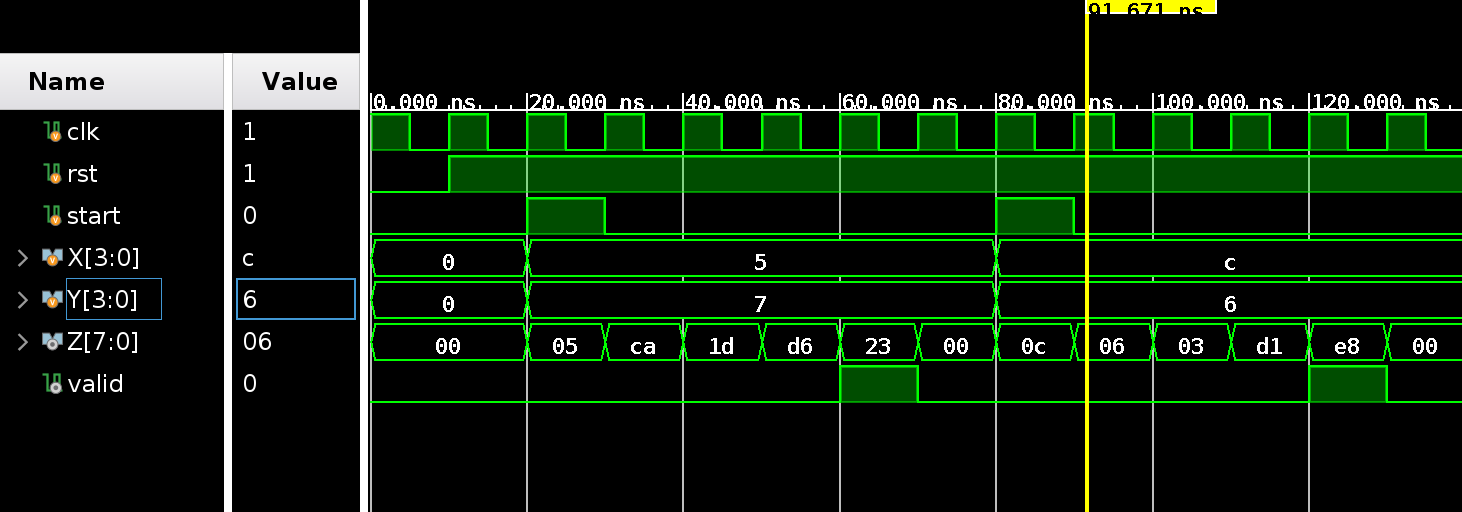 91.671 ns
Name Value
0.000 ns 20.000 ns 40.000 ns 60.000 ns 80.000 ns 100.000 ns 120.000 ns
clk 1
rst 1
start 0
X[3:0] c 0 5 c
Y[3:0] 6 0 7 6
Z[7:0] 06 00 05 ca 1d d6 23 00 0c 06 03 d1 e8 00
valid 0